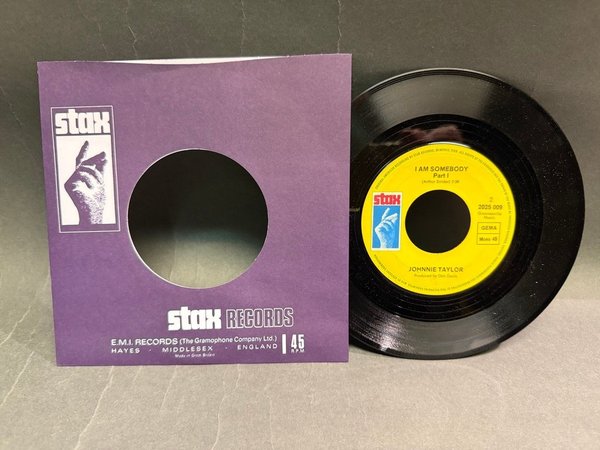 stax
stax RECORDS
E.M.I. RECORDS (The Gramophone Company Ltd.)
HAYES · MIDDLESEX · ENGLAND
Made in Great Britain
45
R.P.M.
I AM SOMEBODY
Part I
stax
2
2025 009
GEMA
Mono 45
JOHNNIE TAYLOR
Produced by Don Davis